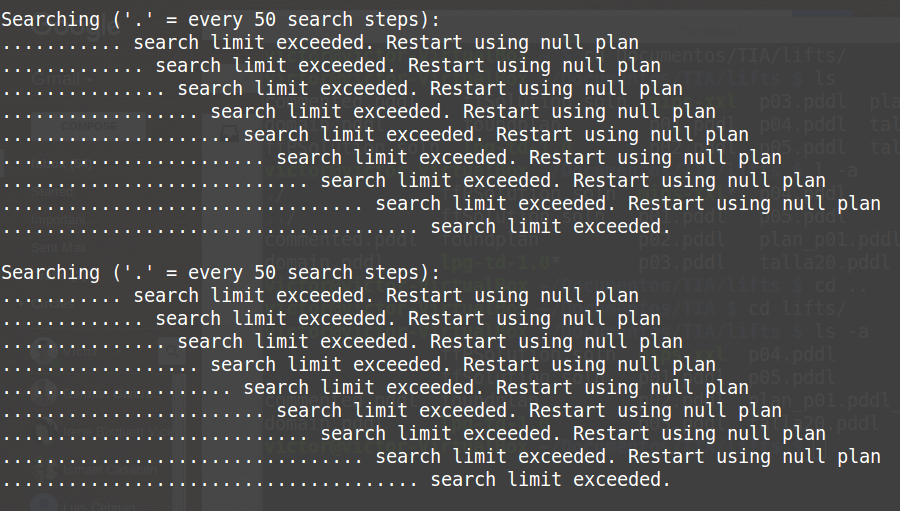 Searching ('.' = every 50 search steps):
........... search limit exceeded. Restart using null plan
............. search limit exceeded. Restart using null plan
............... search limit exceeded. Restart using null plan
.................. search limit exceeded. Restart using null plan
..................... search limit exceeded. Restart using null plan
........................ search limit exceeded. Restart using null plan
............................ search limit exceeded. Restart using null plan
................................. search limit exceeded. Restart using null plan
...................................... search limit exceeded.
Searching ('.' = every 50 search steps):
........... search limit exceeded. Restart using null plan
............. search limit exceeded. Restart using null plan
............... search limit exceeded. Restart using null plan
.................. search limit exceeded. Restart using null plan
..................... search limit exceeded. Restart using null plan
........................ search limit exceeded. Restart using null plan
............................ search limit exceeded. Restart using null plan
................................. search limit exceeded. Restart using null plan
...................................... search limit exceeded.